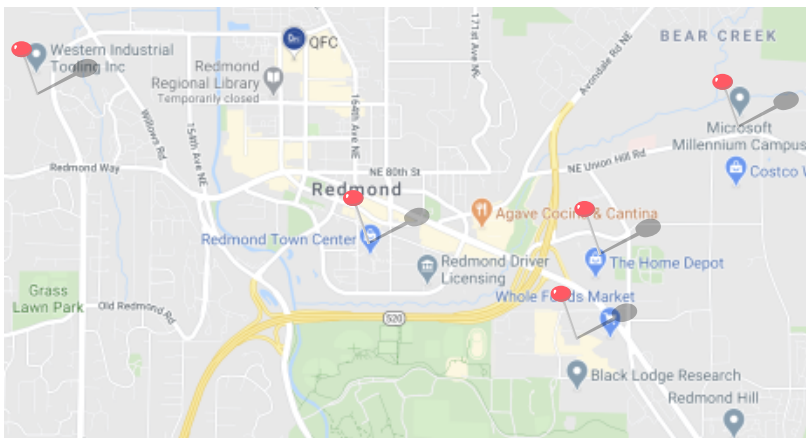 BEAR CREEK
QFC
Western Industrial
Tooling Inc
171st Ave NE
Avondale Rd NE
Redmond
Regional Library
Temporarily closed
164th Ave NE
Willows Rd
154th Ave NE
Microsoft
Millennium Campus
Redmond Way
NE 80th St
NE Union Hill Rd
Costco W
Redmond
Agave Cocina & Cantina
Redmond Town Center
Redmond Driver
Licensing
The Home Depot
Grass
Lawn Park
Old Redmond Rd
Whole Foods Market
520
Black Lodge Research
Redmond Hill